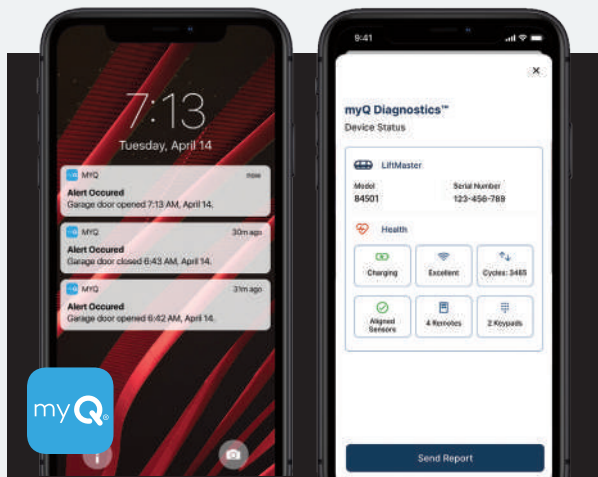 7:13
Tuesday, April 14
MYQ now
Alert Occured
Garage door opened 7:13 AM, April 14.
MYQ 30m ago
Alert Occured
Garage door closed 6:43 AM, April 14.
MYQ 31m ago
Alert Occured
Garage door opened 6:42 AM, April 14.
myQ®
9:41
myQ Diagnostics™
Device Status
LiftMaster
Model Serial Number
84501 123-456-789
Health
Charging Excellent Cycles: 3465
Aligned
Sensors 4 Remotes 2 Keypads
Send Report